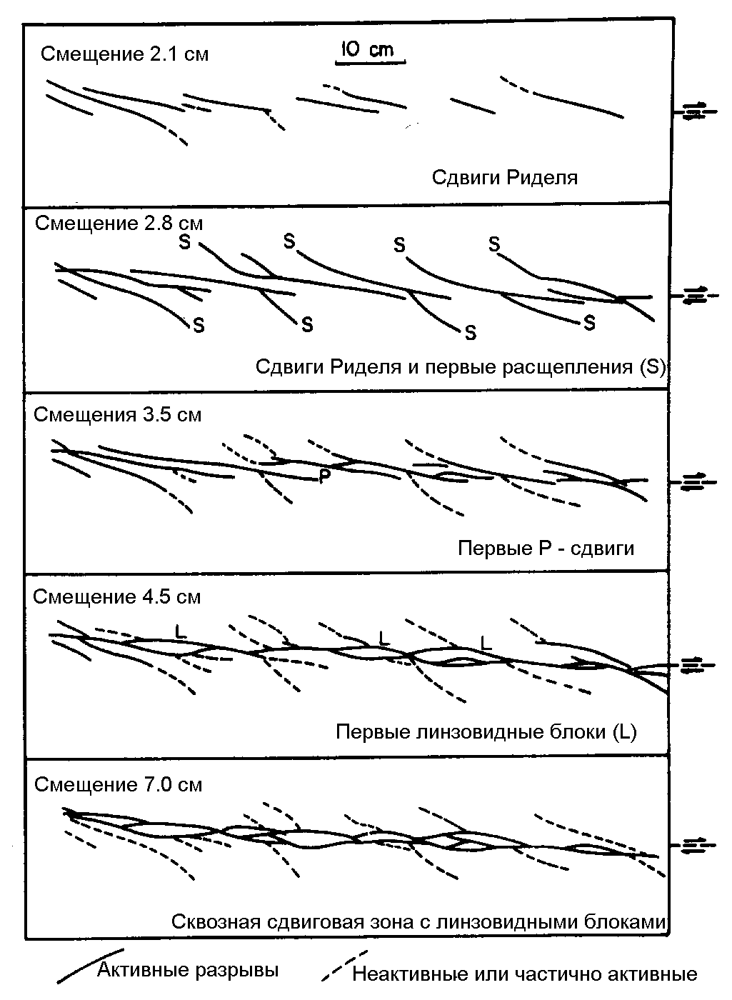 Смещение 2.1 см
10 cm
Сдвиги Риделя
Смещение 2.8 см
S S S S
S S S S
Сдвиги Риделя и первые расщепления (S)
Смещения 3.5 см
P
Первые P - сдвиги
Смещение 4.5 см
L L L
Первые линзовидные блоки (L)
Смещение 7.0 см
Сквозная сдвиговая зона с линзовидными блоками
Активные разрывы
Неактивные или частично активные